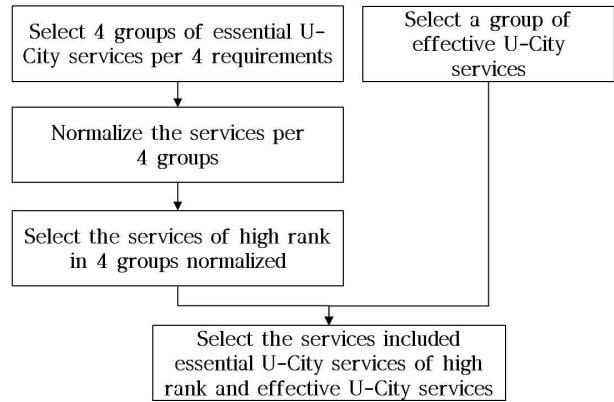 Select 4 groups of essential U-
City services per 4 requirements
Select a group of
effective U-City
services
Normalize the services per
4 groups
Select the services of high rank
in 4 groups normalized
Select the services included
essential U-City services of high
rank and effective U-City services